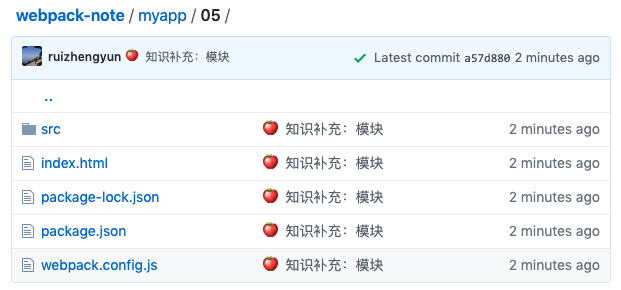 webpack-note / myapp / 05 /
ruizhengyun 🍎 知识补充：模块 ✓ Latest commit a57d880 2 minutes ago
..
src 🍎 知识补充：模块 2 minutes ago
index.html 🍎 知识补充：模块 2 minutes ago
package-lock.json 🍎 知识补充：模块 2 minutes ago
package.json 🍎 知识补充：模块 2 minutes ago
webpack.config.js 🍎 知识补充：模块 2 minutes ago